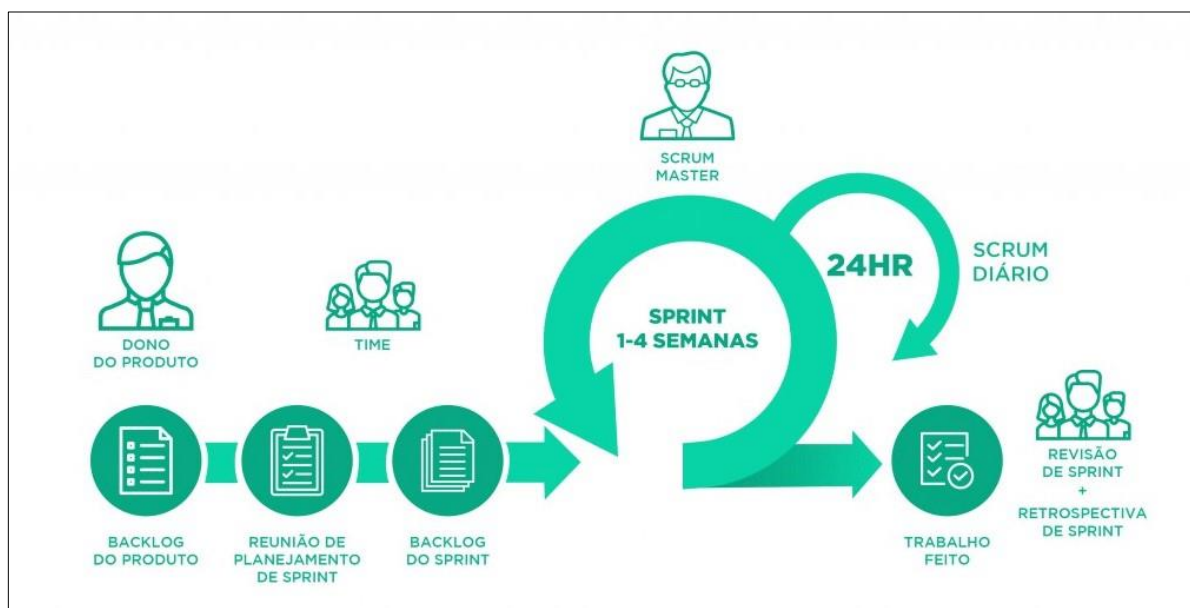 SCRUM
MASTER
24HR
SCRUM
DIÁRIO
SPRINT
1-4 SEMANAS
DONO
DO PRODUTO
TIME
BACKLOG
DO PRODUTO
REUNIÃO DE
PLANEJAMENTO
DE SPRINT
BACKLOG
DO SPRINT
TRABALHO
FEITO
REVISÃO
DE SPRINT
+
RETROSPECTIVA
DE SPRINT